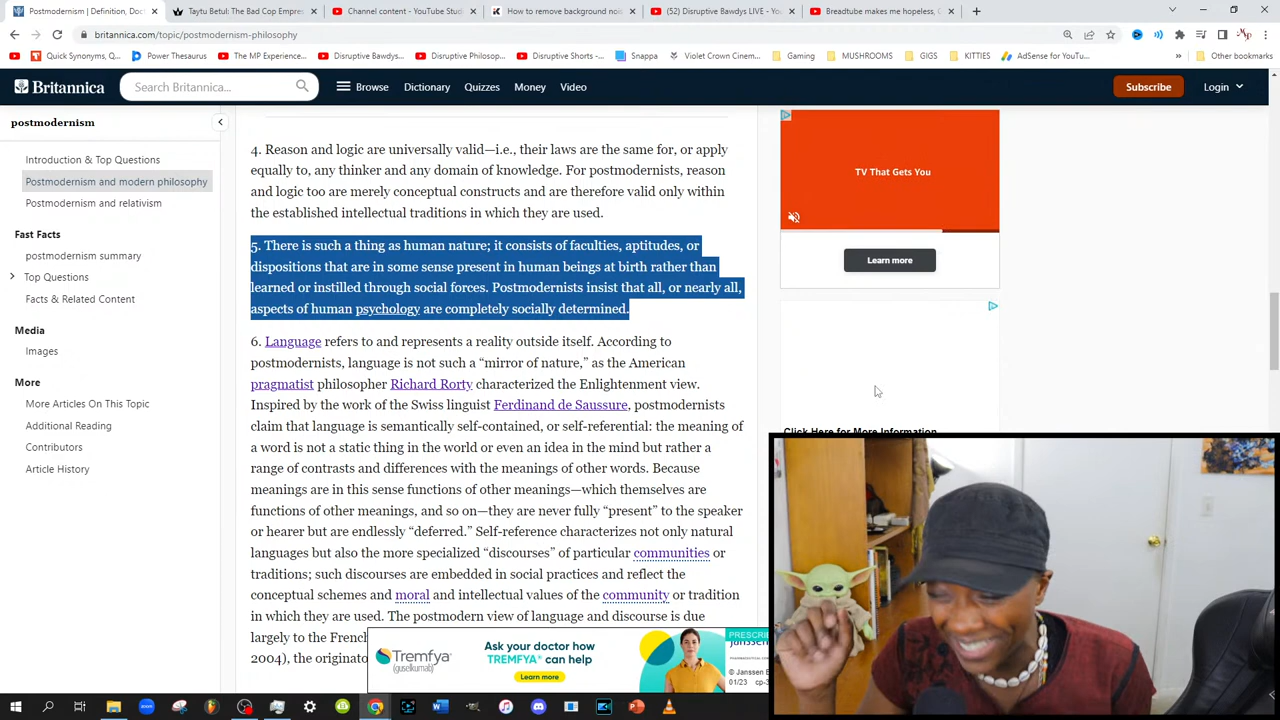 Postmodernism | Definition, Doc
Taytu Betul: The Bad Cop Empres
Channel content - YouTube Studi
How to remove background nois
(52) Disruptive Bawdys LIVE - Yo
Breadtube makes me hopeless, C
britannica.com/topic/postmodernism-philosophy
Quick Synonyms, Q...
Power Thesaurus
The MP Experience...
Disruptive Bawdys...
Disruptive Philosop...
Disruptive Shorts -...
Snappa
Violet Crown Cinem...
Gaming
MUSHROOMS
GIGS
KITTIES
AdSense for YouTu...
Other bookmarks
Britannica
Search Britannica...
Browse
Dictionary
Quizzes
Money
Video
Subscribe
Login
postmodernism
Introduction & Top Questions
Postmodernism and modern philosophy
Postmodernism and relativism
Fast Facts
postmodernism summary
Top Questions
Facts & Related Content
Media
Images
More
More Articles On This Topic
Additional Reading
Contributors
Article History
4. Reason and logic are universally valid—i.e., their laws are the same for, or apply
equally to, any thinker and any domain of knowledge. For postmodernists, reason
and logic too are merely conceptual constructs and are therefore valid only within
the established intellectual traditions in which they are used.
5. There is such a thing as human nature; it consists of faculties, aptitudes, or
dispositions that are in some sense present in human beings at birth rather than
learned or instilled through social forces. Postmodernists insist that all, or nearly all,
aspects of human psychology are completely socially determined.
6. Language refers to and represents a reality outside itself. According to
postmodernists, language is not such a “mirror of nature,” as the American
pragmatist philosopher Richard Rorty characterized the Enlightenment view.
Inspired by the work of the Swiss linguist Ferdinand de Saussure, postmodernists
claim that language is semantically self-contained, or self-referential: the meaning of
a word is not a static thing in the world or even an idea in the mind but rather a
range of contrasts and differences with the meanings of other words. Because
meanings are in this sense functions of other meanings—which themselves are
functions of other meanings, and so on—they are never fully “present” to the speaker
or hearer but are endlessly “deferred.” Self-reference characterizes not only natural
languages but also the more specialized “discourses” of particular communities or
traditions; such discourses are embedded in social practices and reflect the
conceptual schemes and moral and intellectual values of the community or tradition
in which they are used. The postmodern view of language and discourse is due
largely to the French
2004), the originato
TV That Gets You
Learn more
Click Here for More Information
Tremfya
(guselkumab)
Ask your doctor how
TREMFYA™ can help
Learn more
PRESCRI
Janssen
© Janssen B
01/23 cp-3